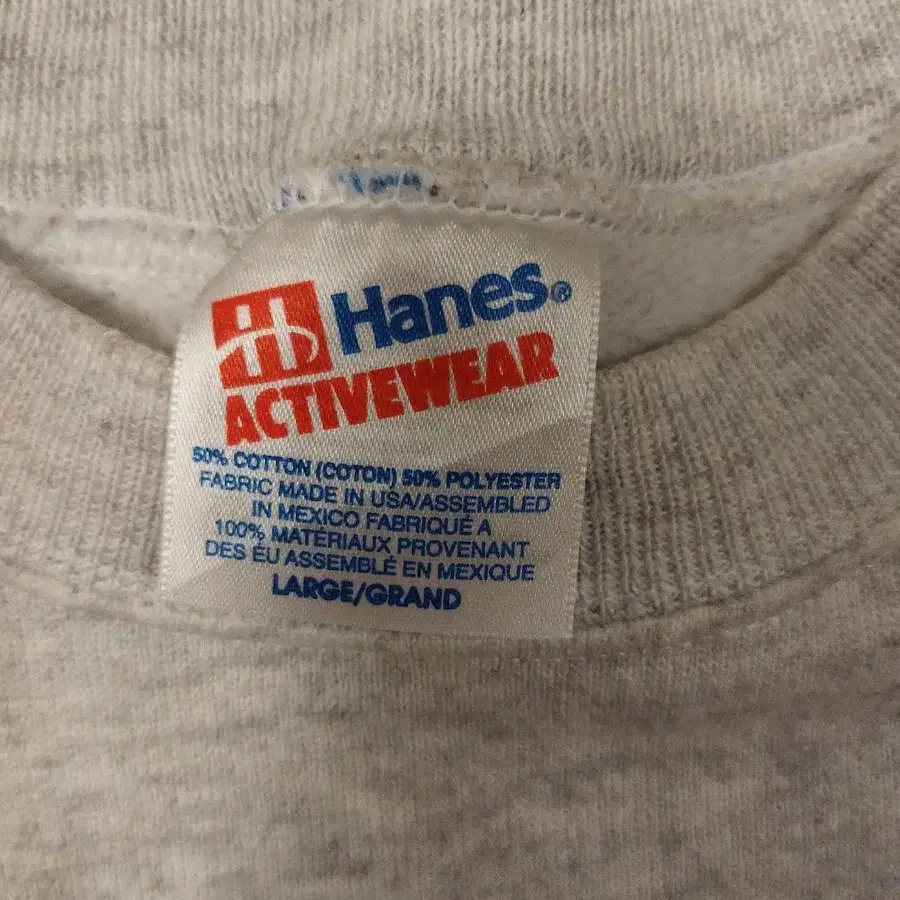 Hanes®
ACTIVEWEAR
50% COTTON (COTON) 50% POLYESTER
FABRIC MADE IN USA/ASSEMBLED
IN MEXICO FABRIQUÉ A
100% MATERIAUX PROVENANT
DES ÉU ASSEMBLÉ EN MEXIQUE
LARGE/GRAND